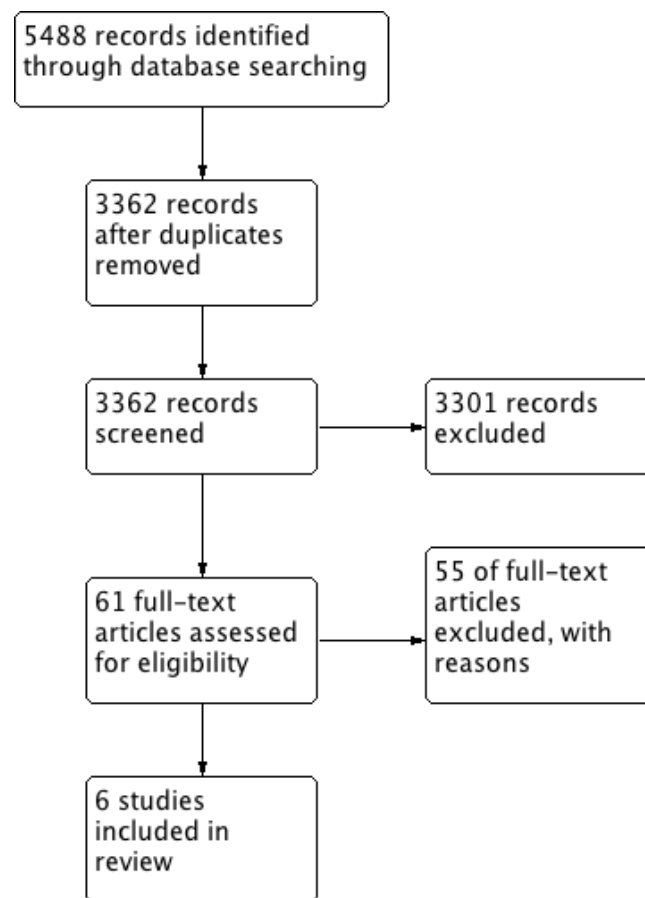 5488 records identified
through database searching
3362 records
after duplicates
removed
3362 records
screened
3301 records
excluded
61 full-text
articles assessed
for eligibility
55 of full-text
articles
excluded, with
reasons
6 studies
included in
review